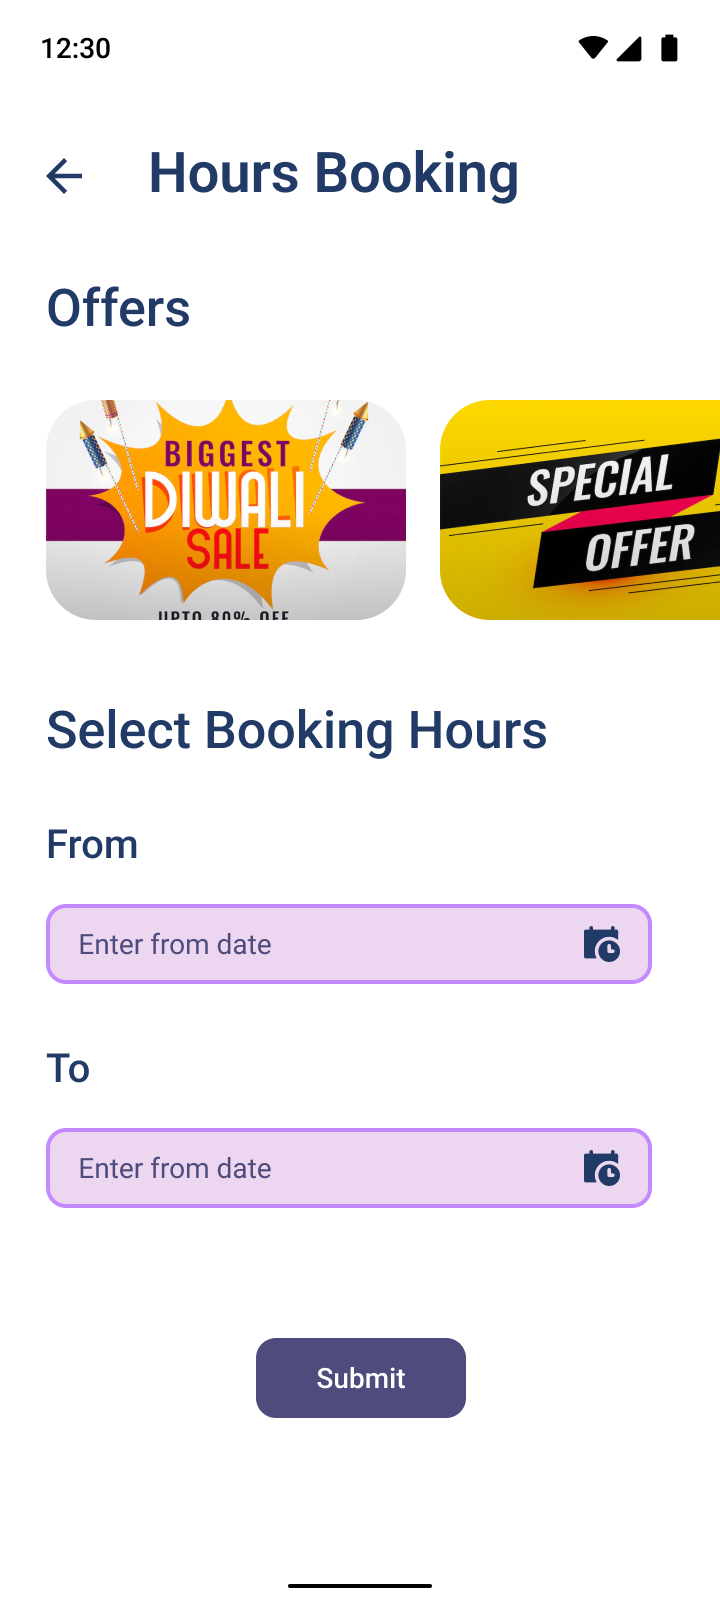 12:30
Hours Booking
Offers
BIGGEST
DIWALI
SALE
UPTO 80% OFF
SPECIAL
OFFER
Select Booking Hours
From
Enter from date
To
Enter from date
Submit